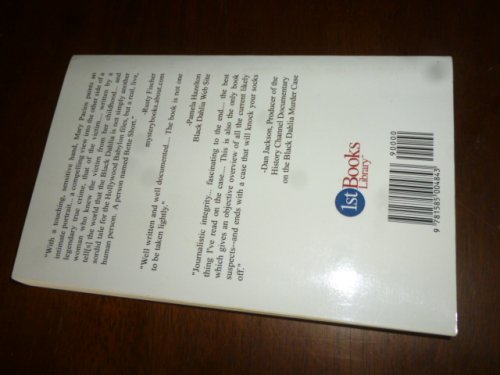 "With a touching, sensitive hand, Mary Pacios paints an
intimate portrait... a compelling view into the other side of a
legendary true crime, that of the victim... written by a
woman who knew the victim from her childhood... and
tell[s] the world that the Black Dahlia is not simply another
sordid tale for the Hollywood Babylon files, but a real, live,
human person. A person named Bette Short."
-Rusty Fischer
mysterybooks.about.com
"Well written and well documented... The book is not one
to be taken lightly."
-Pamela Hazelton
Black Dahlia Web Site
"Journalistic integrity... fascinating to the end... the best
thing I've read on the case... This is also the only book
which gives an objective overview of all the current likely
suspects—and ends with a case that will knock your socks
off."
-Dan Jackson, Producer of the
History Channel Documentary
on the Black Dahlia Murder Case
1stBooks
Library
90000
9 781585 004843